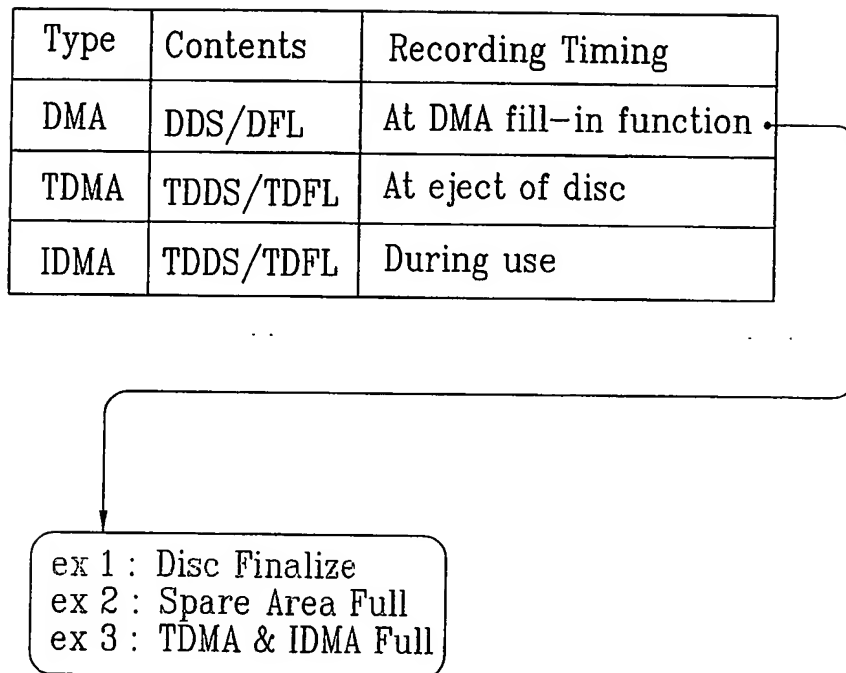 Type Contents Recording Timing
DMA DDS/DFL At DMA fill-in function
TDMA TDDS/TDFL At eject of disc
IDMA TDDS/TDFL During use
ex 1 : Disc Finalize
ex 2 : Spare Area Full
ex 3 : TDMA & IDMA Full